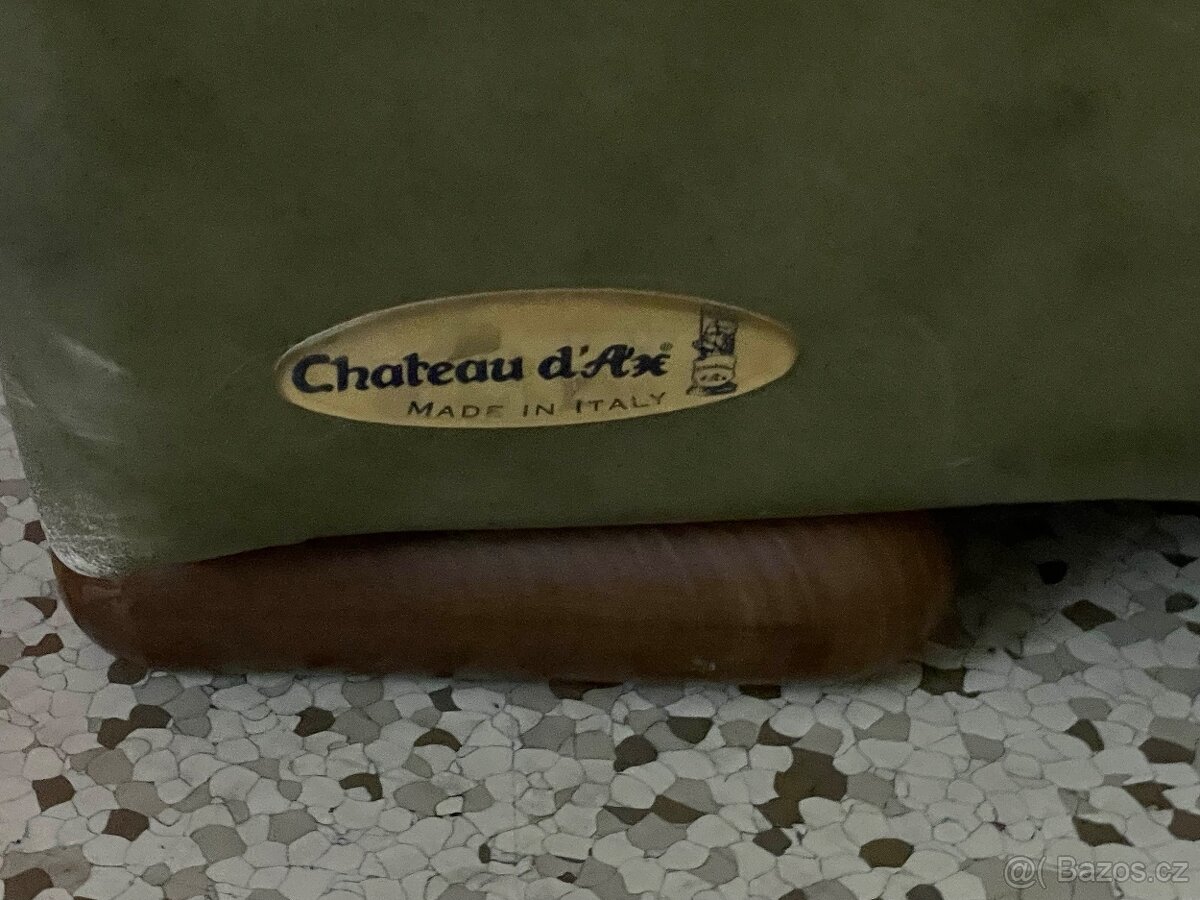 Chateau d'Ax®
MADE IN ITALY
@( Bazos.cz